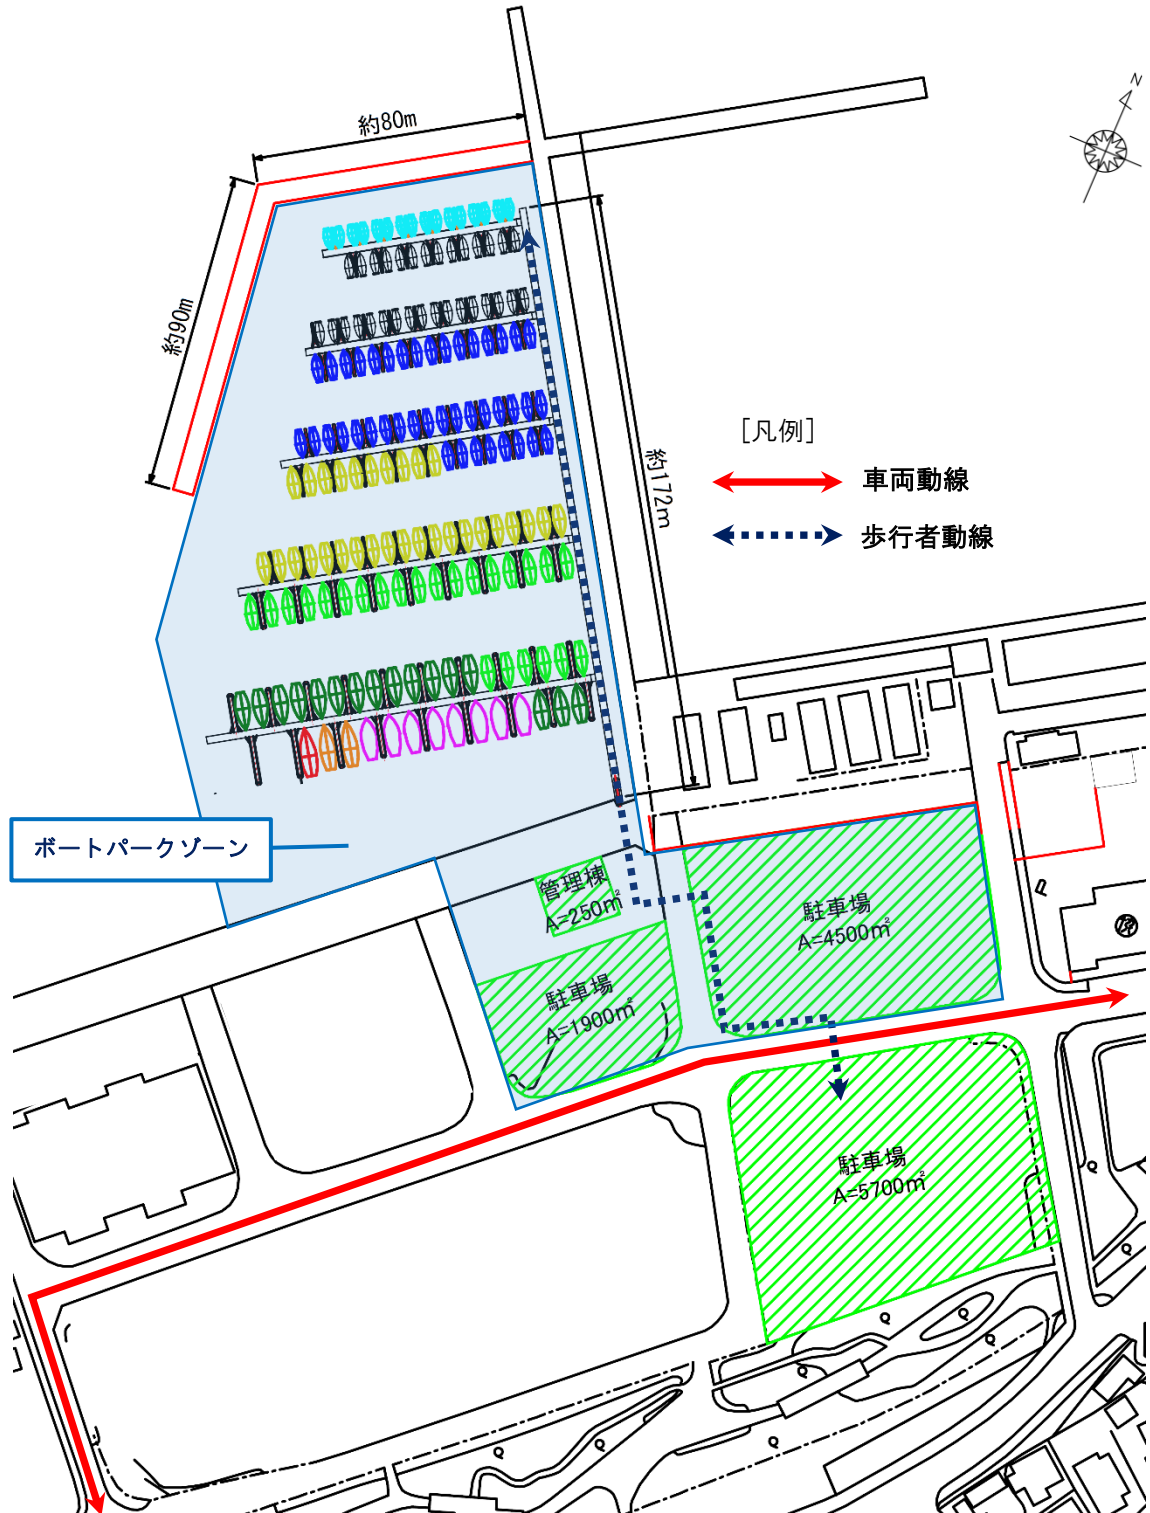 N
約80m
約90m
約172m
[凡例]
車両動線
歩行者動線
ボートパークゾーン
管理棟
A=250㎡
駐車場
A=4500㎡
駐車場
A=1900㎡
P
駐車場
A=5700㎡